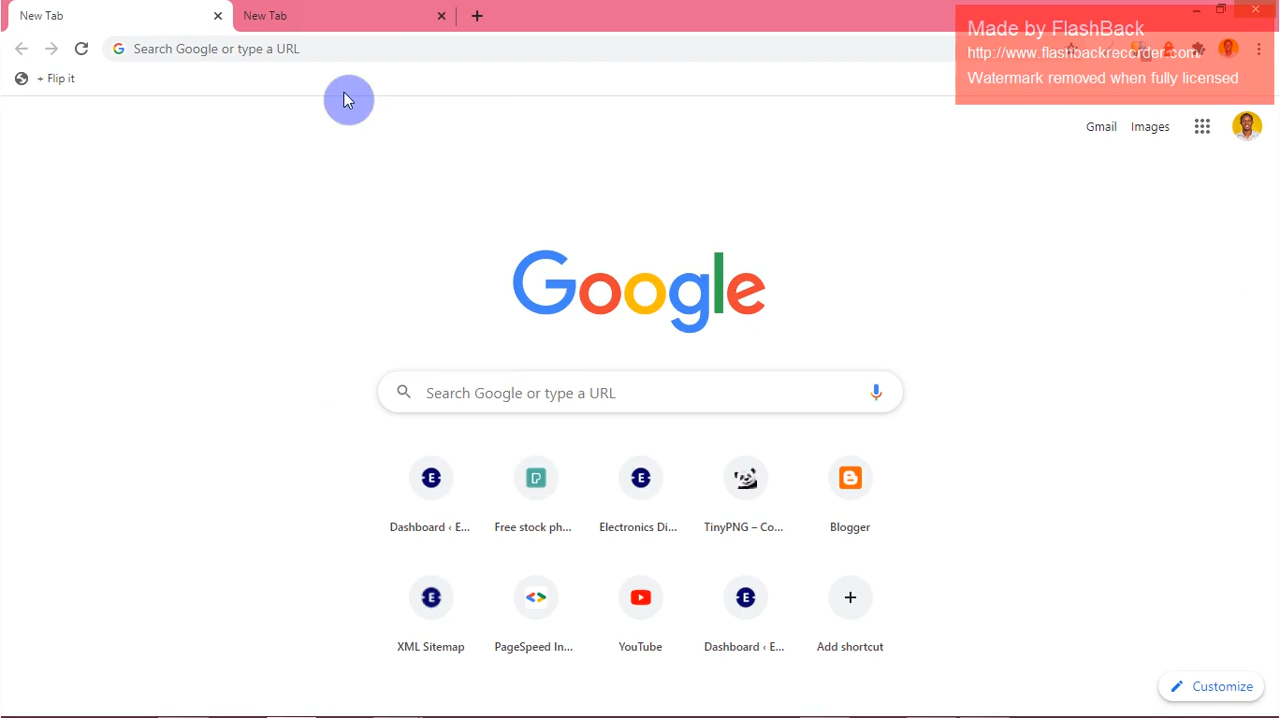 New Tab
New Tab
Made by FlashBack
Search Google or type a URL
http://www.flashbackrecorder.com/
+ Flip it
Watermark removed when fully licensed
Gmail
Images
Google
Search Google or type a URL
Dashboard ‹ E...
Free stock ph...
Electronics Di...
TinyPNG – Co...
Blogger
XML Sitemap
PageSpeed In...
YouTube
Dashboard ‹ E...
Add shortcut
Customize